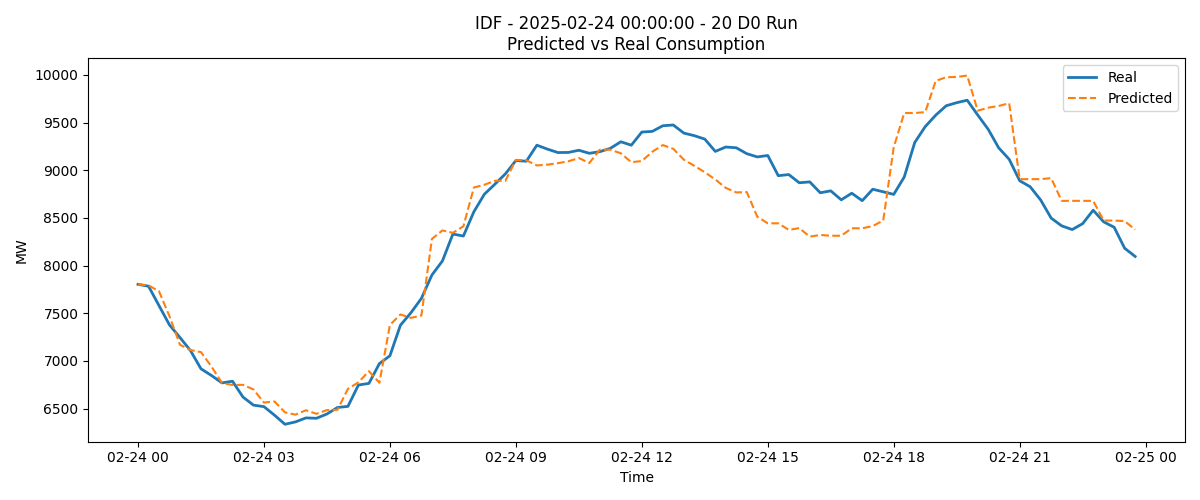 IDF - 2025-02-24 00:00:00 - 20 D0 Run
Predicted vs Real Consumption
Real
Predicted
MW
10000
9500
9000
8500
8000
7500
7000
6500
02-24 00
02-24 03
02-24 06
02-24 09
02-24 12
02-24 15
02-24 18
02-24 21
02-25 00
Time